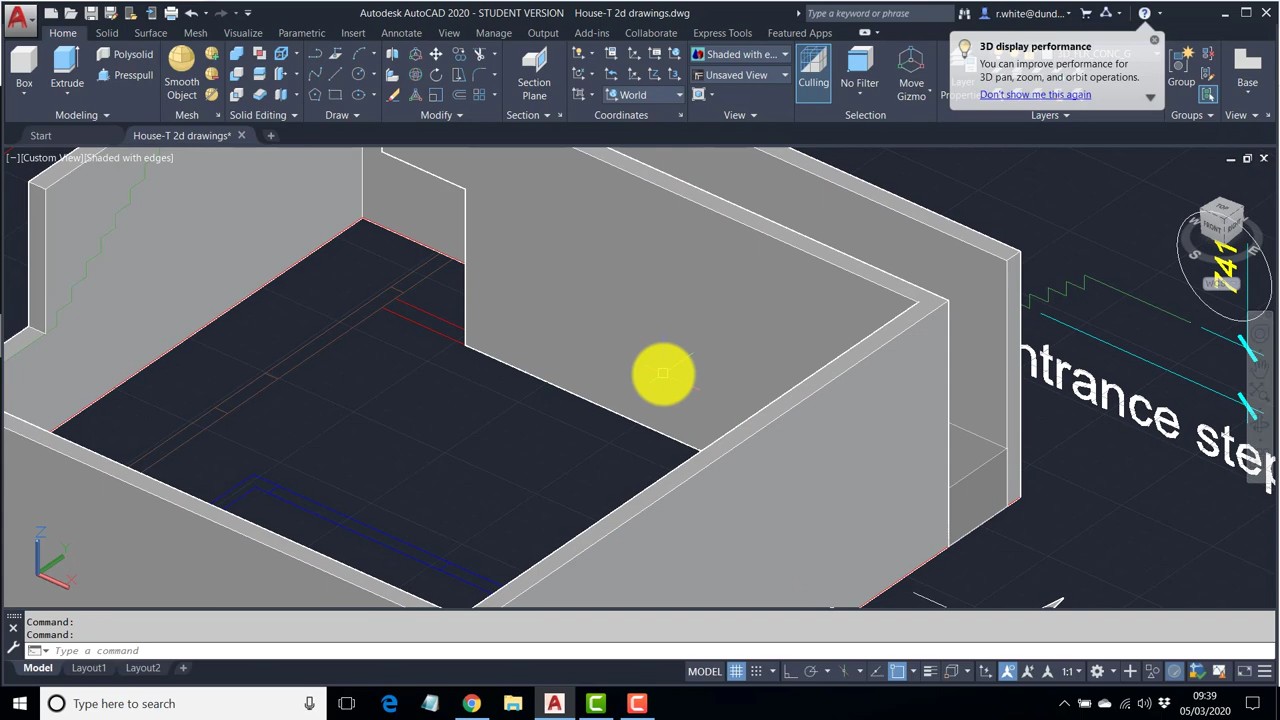 Autodesk AutoCAD 2020 - STUDENT VERSION House-T 2d drawings.dwg
Type a keyword or phrase
r.white@dund...
Home Solid Surface Mesh Visualize Parametric Insert Annotate View Manage Output Add-ins Collaborate Express Tools Featured Apps
Box
Extrude
Polysolid
Presspull
Smooth
Object
Section
Plane
Shaded with e...
Unsaved View
World
Culling
No Filter
Move
Gizmo
Layer
Group
Base
Modeling
Mesh
Solid Editing
Draw
Modify
Section
Coordinates
View
Selection
Layers
Groups
View
3D display performance
You can improve performance for
3D pan, zoom, and orbit operations.
Don't show me this again
Start
House-T 2d drawings*
[−][Custom View][Shaded with edges]
TOP
FRONT
RIGHT
W
S
E
741
ntrance step
Z
Y
X
Command:
Command:
Type a command
Model Layout1 Layout2
MODEL
1:1
Type here to search
09:39
05/03/2020